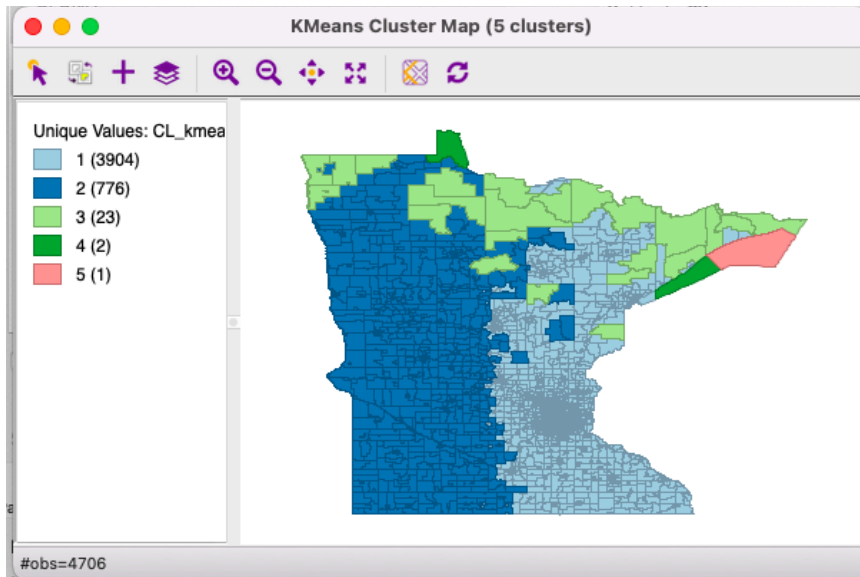 KMeans Cluster Map (5 clusters)
Unique Values: CL_kmea
1 (3904)
2 (776)
3 (23)
4 (2)
5 (1)
#obs=4706